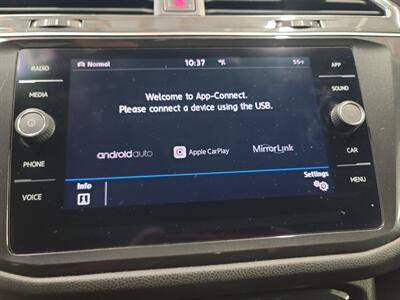 RADIO
MEDIA
PHONE
VOICE
Normal
10:37
55°F
Welcome to App-Connect.
Please connect a device using the USB.
androidauto
Apple CarPlay
MirrorLink
Info
Settings
APP
SOUND
CAR
MENU